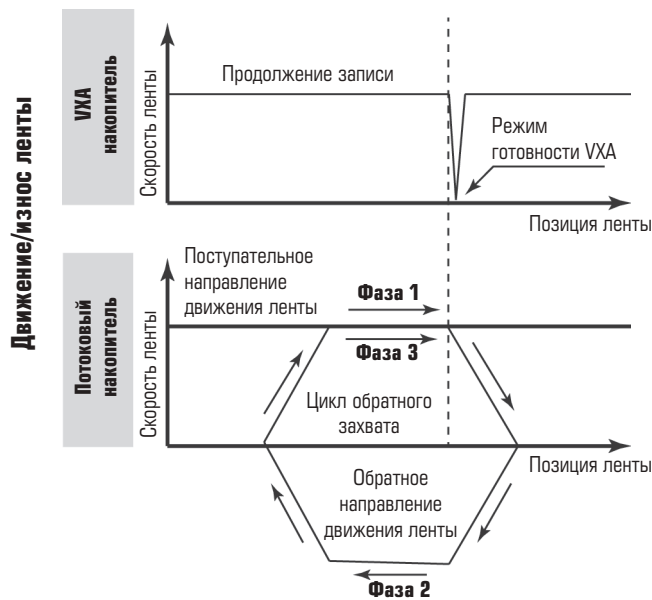 Движение/износ ленты
VXA
накопитель
Скорость ленты
Продолжение записи
Режим
готовности VXA
Позиция ленты
Потоковый
накопитель
Скорость ленты
Поступательное
направление
движения ленты
Фаза 1
Фаза 3
Цикл обратного
захвата
Позиция ленты
Обратное
направление
движения ленты
Фаза 2